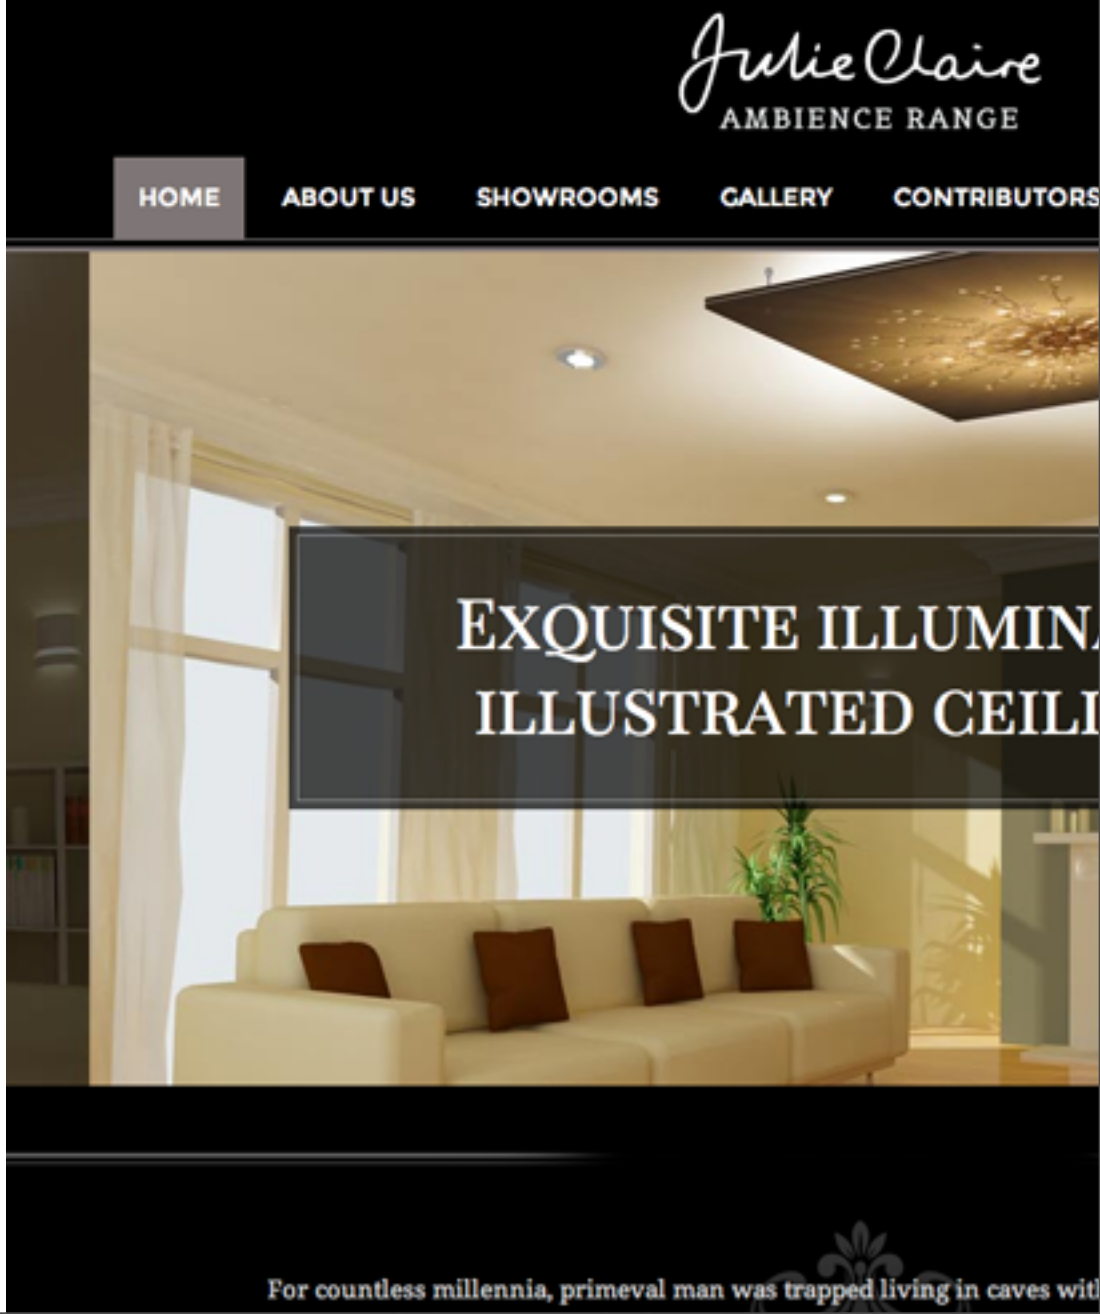 Julie Claire
AMBIENCE RANGE
HOME ABOUT US SHOWROOMS GALLERY CONTRIBUTORS
EXQUISITE ILLUMINA
ILLUSTRATED CEILI
For countless millennia, primeval man was trapped living in caves with